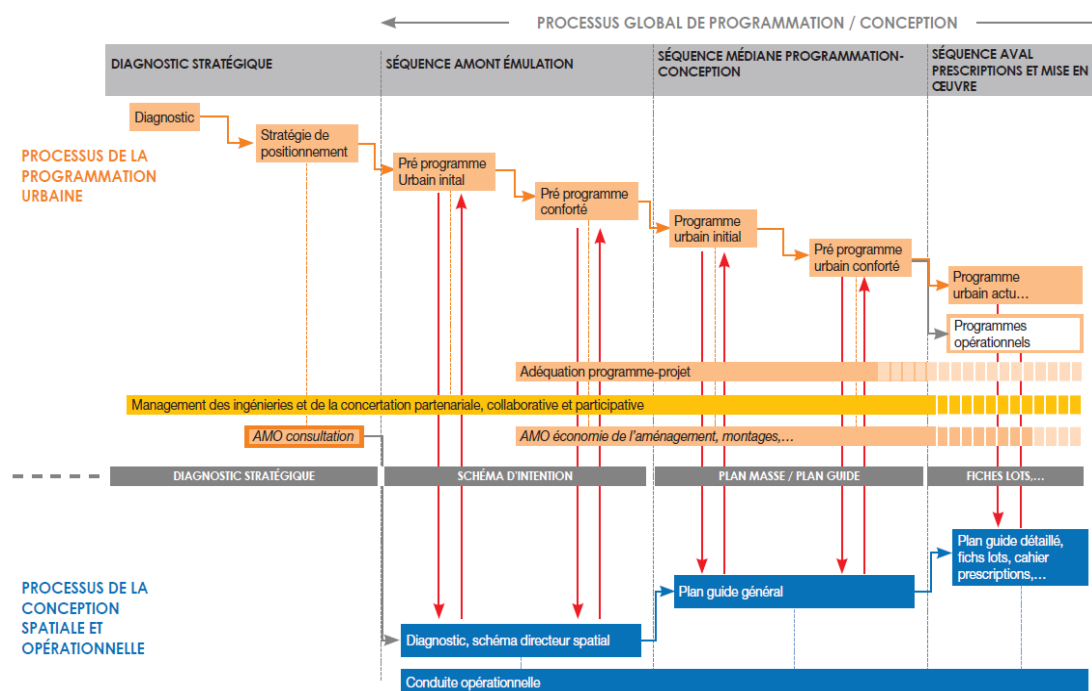 PROCESSUS GLOBAL DE PROGRAMMATION / CONCEPTION
DIAGNOSTIC STRATÉGIQUE
SÉQUENCE AMONT ÉMULATION
SÉQUENCE MÉDIANE PROGRAMMATION-
CONCEPTION
SÉQUENCE AVAL
PRESCRIPTIONS ET MISE EN
ŒUVRE
PROCESSUS DE LA
PROGRAMMATION
URBAINE
Diagnostic
Stratégie de
positionnement
Pré programme
Urbain inital
Pré programme
conforté
Programme
urbain initial
Pré programme
urbain conforté
Programme
urbain actu...
Programmes
opérationnels
Adéquation programme-projet
Management des ingénieries et de la concertation partenariale, collaborative et participative
AMO consultation
AMO économie de l'aménagement, montages,...
DIAGNOSTIC STRATÉGIQUE
SCHÉMA D'INTENTION
PLAN MASSE / PLAN GUIDE
FICHES LOTS,...
PROCESSUS DE LA
CONCEPTION
SPATIALE ET
OPÉRATIONNELLE
Plan guide détaillé,
fichs lots, cahier
prescriptions,...
Plan guide général
Diagnostic, schéma directeur spatial
Conduite opérationnelle